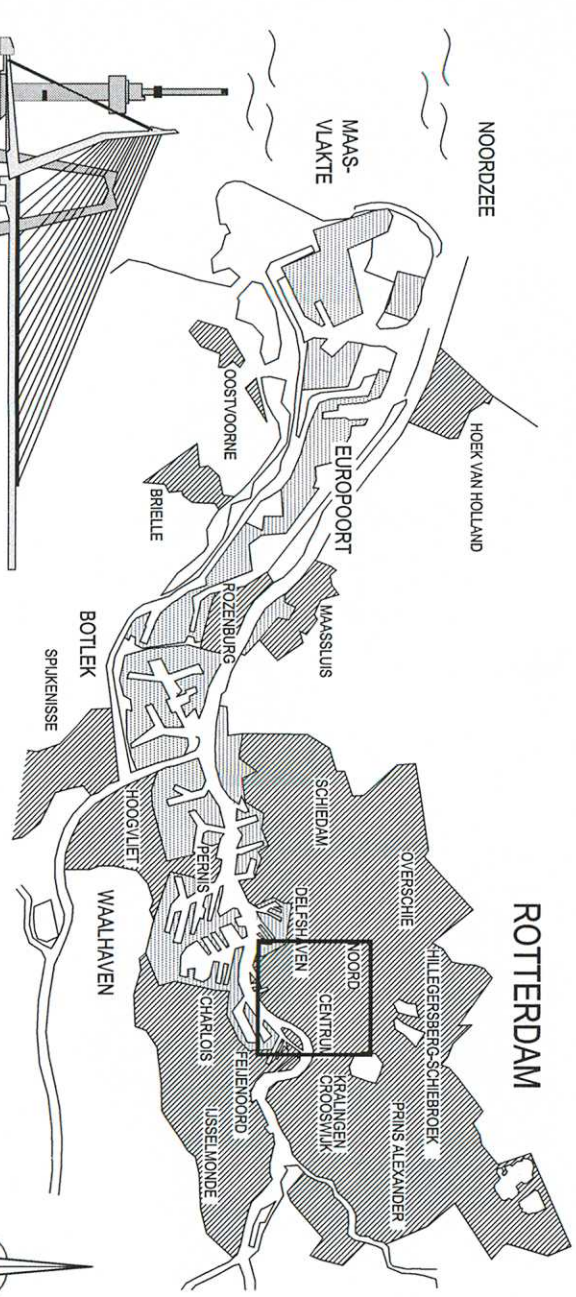 ROTTERDAM
NOORDZEE
MAAS-
VLAKTE
HOEK VAN HOLLAND
EUROPOORT
OOSTVOORNE
BRIELLE
MAASSLUIS
ROZENBURG
BOTLEK
SPIJKENISSE
SCHIEDAM
OVERSCHIE
HILLEGERSBERG-SCHIEBROEK
HOOGVLIET
PERNIS
DELFSHAVEN
NOORD
CENTRUM
KRALINGEN
CROOSWIJK
PRINS ALEXANDER
WAALHAVEN
CHARLOIS
FEIJENOORD
IJSSELMONDE